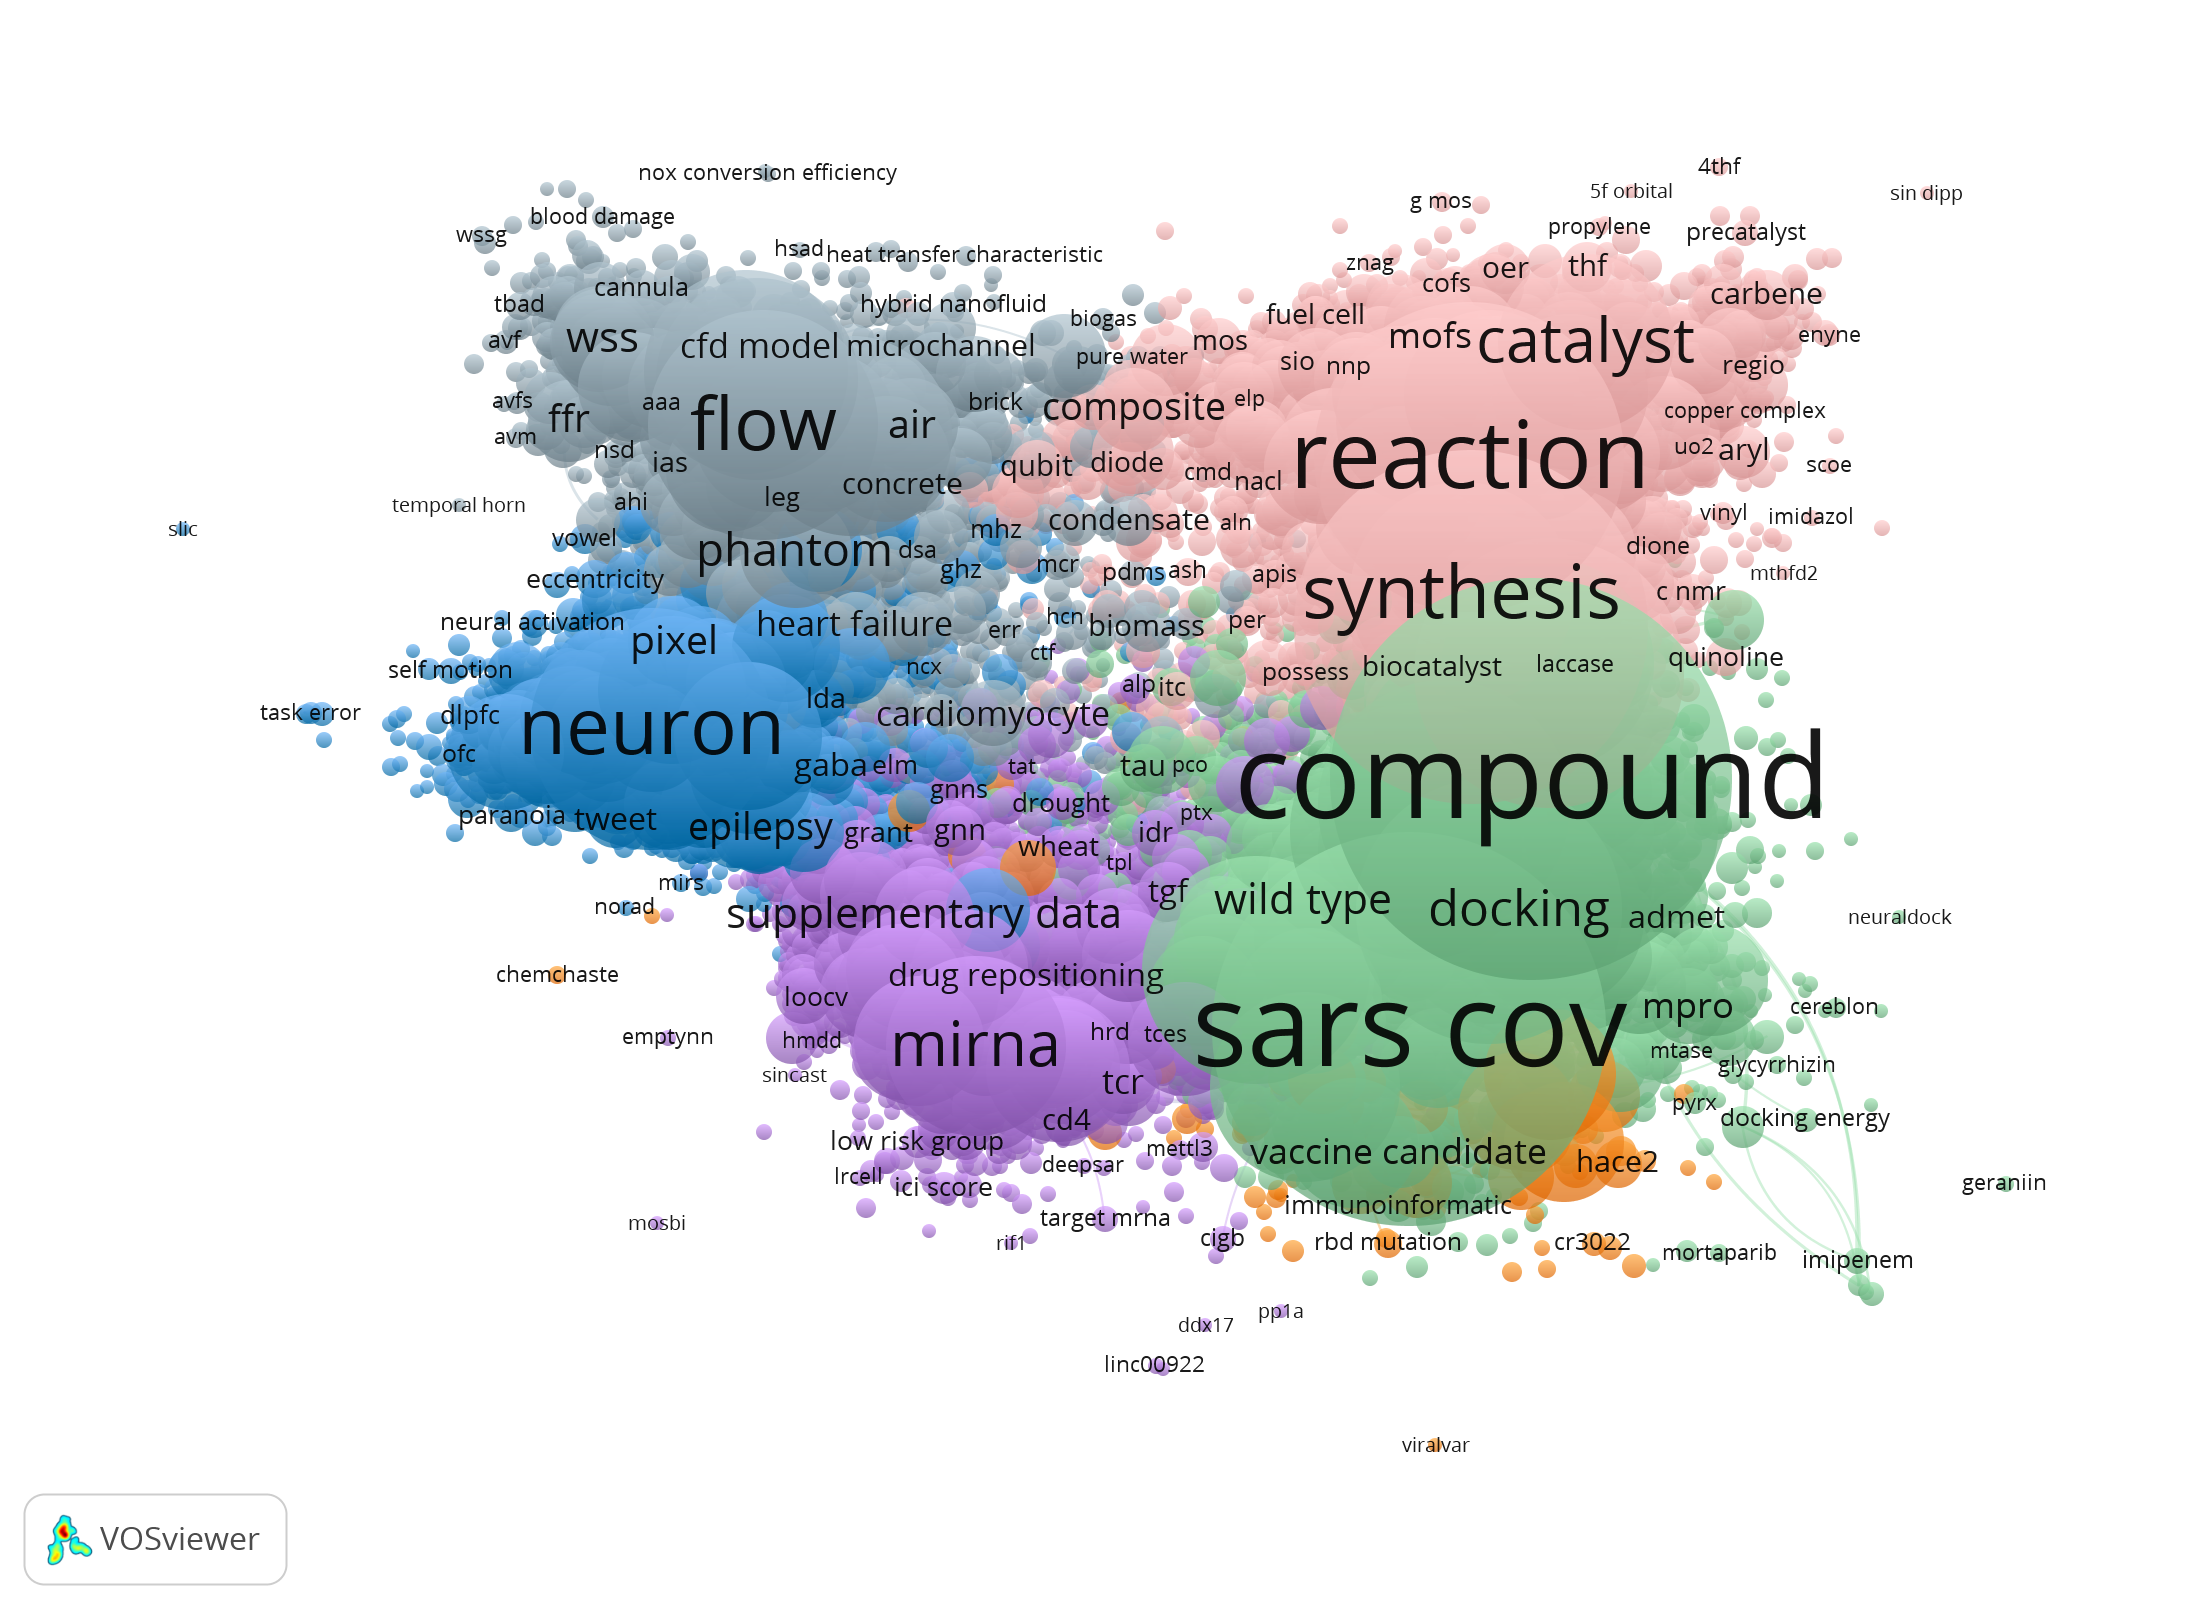 nox conversion efficiency
4thf
5f orbital
sin dipp
g mos
blood damage
propylene
precatalyst
wssg
hsad
heat transfer characteristic
znag
cofs
oer
thf
cannula
carbene
tbad
hybrid nanofluid
biogas
fuel cell
avf
wss
cfd model
microchannel
pure water
mos
sio
nnp
mofs
catalyst
enyne
regio
avfs
aaa
brick
composite
elp
copper complex
avm
ffr
flow
air
nsd
ias
qubit
diode
cmd
nacl
reaction
uo2
aryl
scoe
temporal horn
ahi
leg
concrete
slic
vowel
phantom
dsa
mhz
condensate
aln
vinyl
imidazol
dione
eccentricity
ghz
mcr
pdms
ash
apis
synthesis
c nmr
mthfd2
neural activation
pixel
heart failure
err
hcn
biomass
per
self motion
ncx
ctf
alp
itc
possess
biocatalyst
laccase
quinoline
task error
dlpfc
neuron
lda
cardiomyocyte
ofc
gaba
elm
tat
tau
pco
compound
gnns
drought
paranoia
tweet
epilepsy
grant
gnn
wheat
idr
ptx
tpl
mirs
norad
supplementary data
tgf
wild type
docking
admet
neuraldock
chemchaste
loocv
drug repositioning
emptynn
hmdd
mirna
hrd
tces
sars cov
mpro
cereblon
sincast
tcr
mtase
glycyrrhizin
cd4
pyrx
docking energy
low risk group
lrcell
ici score
deepsar
mettl3
vaccine candidate
hace2
geraniin
mosbi
rif1
target mrna
cigb
immunoinformatic
rbd mutation
cr3022
mortaparib
imipenem
pp1a
ddx17
linc00922
viralvar
VOSviewer